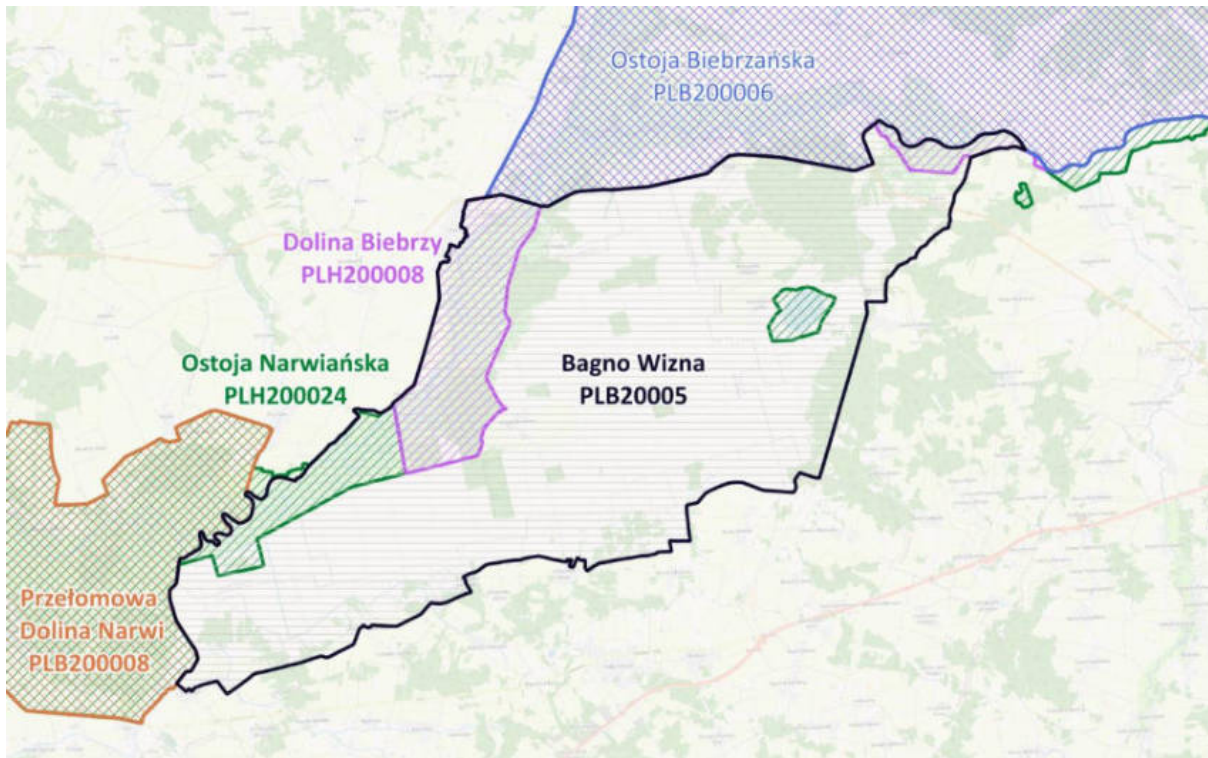 Ostoja Biebrzańska
PLB200006
Dolina Biebrzy
PLH200008
Ostoja Narwiańska
PLH200024
Bagno Wizna
PLB20005
Przełomowa
Dolina Narwi
PLB200008